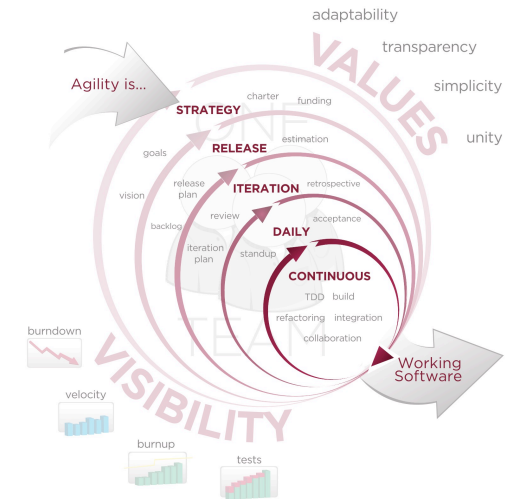 adaptability
transparency
simplicity
unity
VALUES
Agility is...
STRATEGY
charter
funding
ONE
goals
RELEASE
estimation
vision
release
plan
ITERATION
retrospective
backlog
review
acceptance
DAILY
iteration
plan
standup
CONTINUOUS
TDD build
refactoring integration
collaboration
TEAM
Working
Software
VISIBILITY
burndown
velocity
burnup
tests